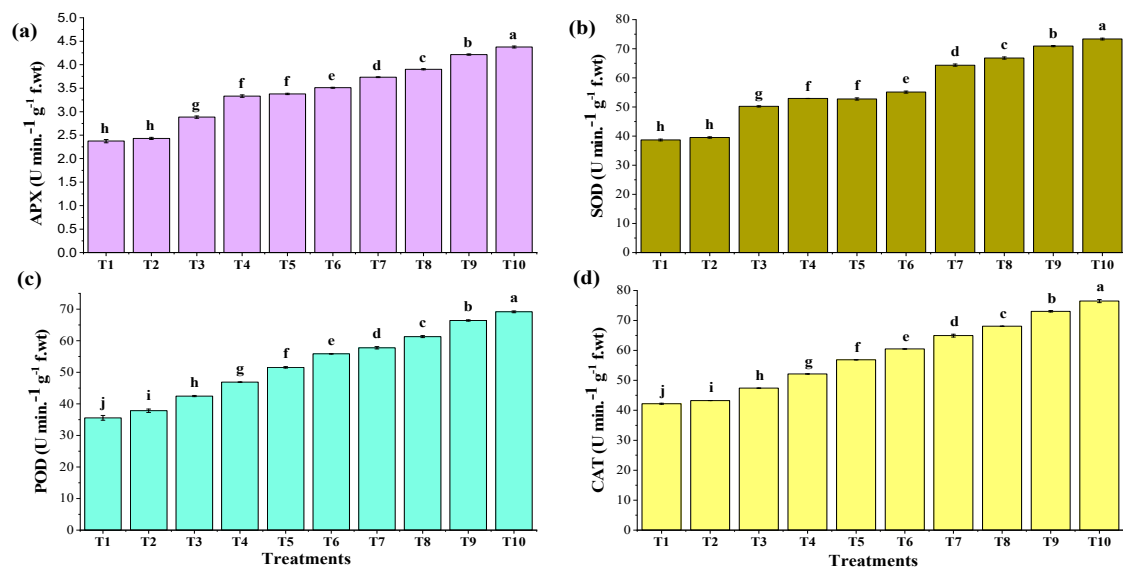 (a)
APX (U min.⁻¹ g⁻¹ f.wt)
5.0
4.5
4.0
3.5
3.0
2.5
2.0
1.5
1.0
0.5
0.0
h h g f f e d c b a
T1 T2 T3 T4 T5 T6 T7 T8 T9 T10
(b)
SOD (U min.⁻¹ g⁻¹ f.wt)
80
70
60
50
40
30
20
10
0
h h g f f e d c b a
T1 T2 T3 T4 T5 T6 T7 T8 T9 T10
(c)
POD (U min.⁻¹ g⁻¹ f.wt)
70
60
50
40
30
20
10
0
j i h g f e d c b a
T1 T2 T3 T4 T5 T6 T7 T8 T9 T10
Treatments
(d)
CAT (U min.⁻¹ g⁻¹ f.wt)
80
70
60
50
40
30
20
10
0
j i h g f e d c b a
T1 T2 T3 T4 T5 T6 T7 T8 T9 T10
Treatments